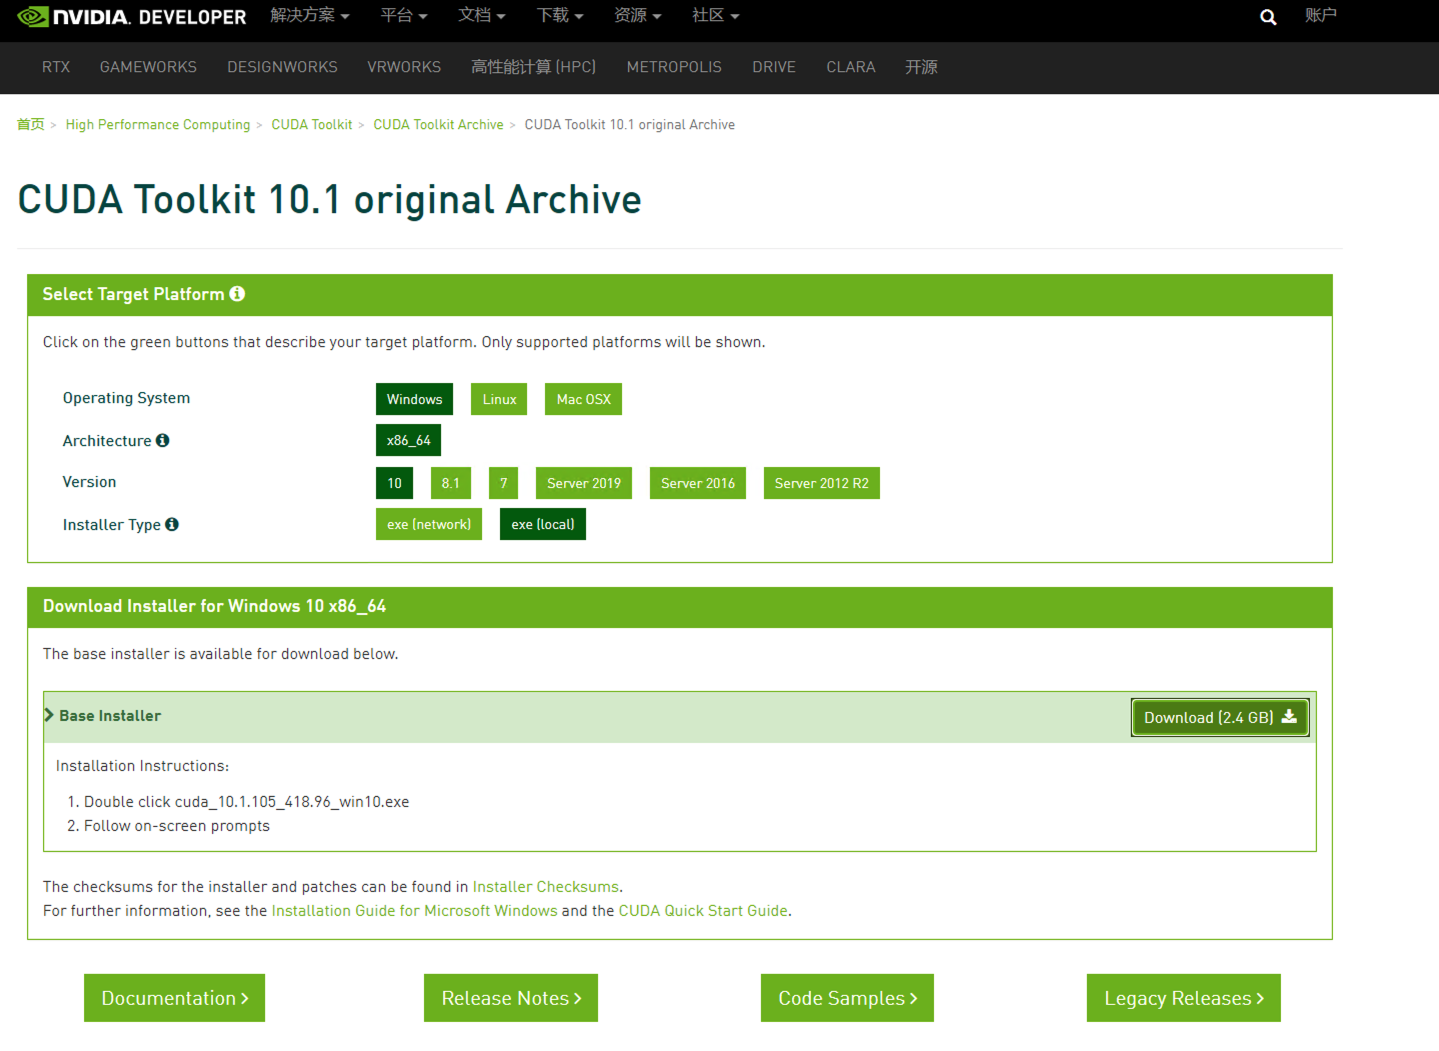 NVIDIA. DEVELOPER 解决方案 平台 文档 下载 资源 社区 账户
RTX GAMEWORKS DESIGNWORKS VRWORKS 高性能计算 (HPC) METROPOLIS DRIVE CLARA 开源
首页 > High Performance Computing > CUDA Toolkit > CUDA Toolkit Archive > CUDA Toolkit 10.1 original Archive
CUDA Toolkit 10.1 original Archive
Select Target Platform
Click on the green buttons that describe your target platform. Only supported platforms will be shown.
Operating System Windows Linux Mac OSX
Architecture x86_64
Version 10 8.1 7 Server 2019 Server 2016 Server 2012 R2
Installer Type exe (network) exe (local)
Download Installer for Windows 10 x86_64
The base installer is available for download below.
Base Installer Download (2.4 GB)
Installation Instructions:
1. Double click cuda_10.1.105_418.96_win10.exe
2. Follow on-screen prompts
The checksums for the installer and patches can be found in Installer Checksums.
For further information, see the Installation Guide for Microsoft Windows and the CUDA Quick Start Guide.
Documentation > Release Notes > Code Samples > Legacy Releases >